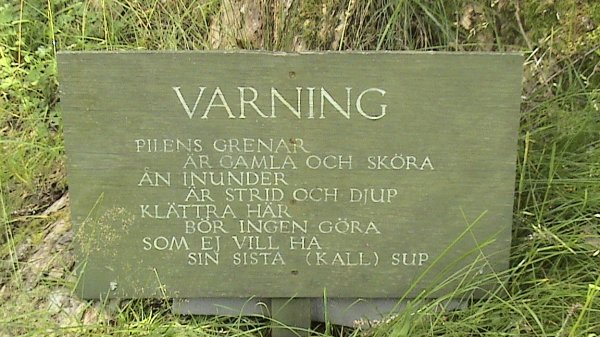 VARNING
PILENS GRENAR
ÄR GAMLA OCH SKÖRA
ÅN INUNDER
ÄR STRID OCH DJUP
KLÄTTRA HÄR
BÖR INGEN GÖRA
SOM EJ VILL HA
SIN SISTA (KALL) SUP